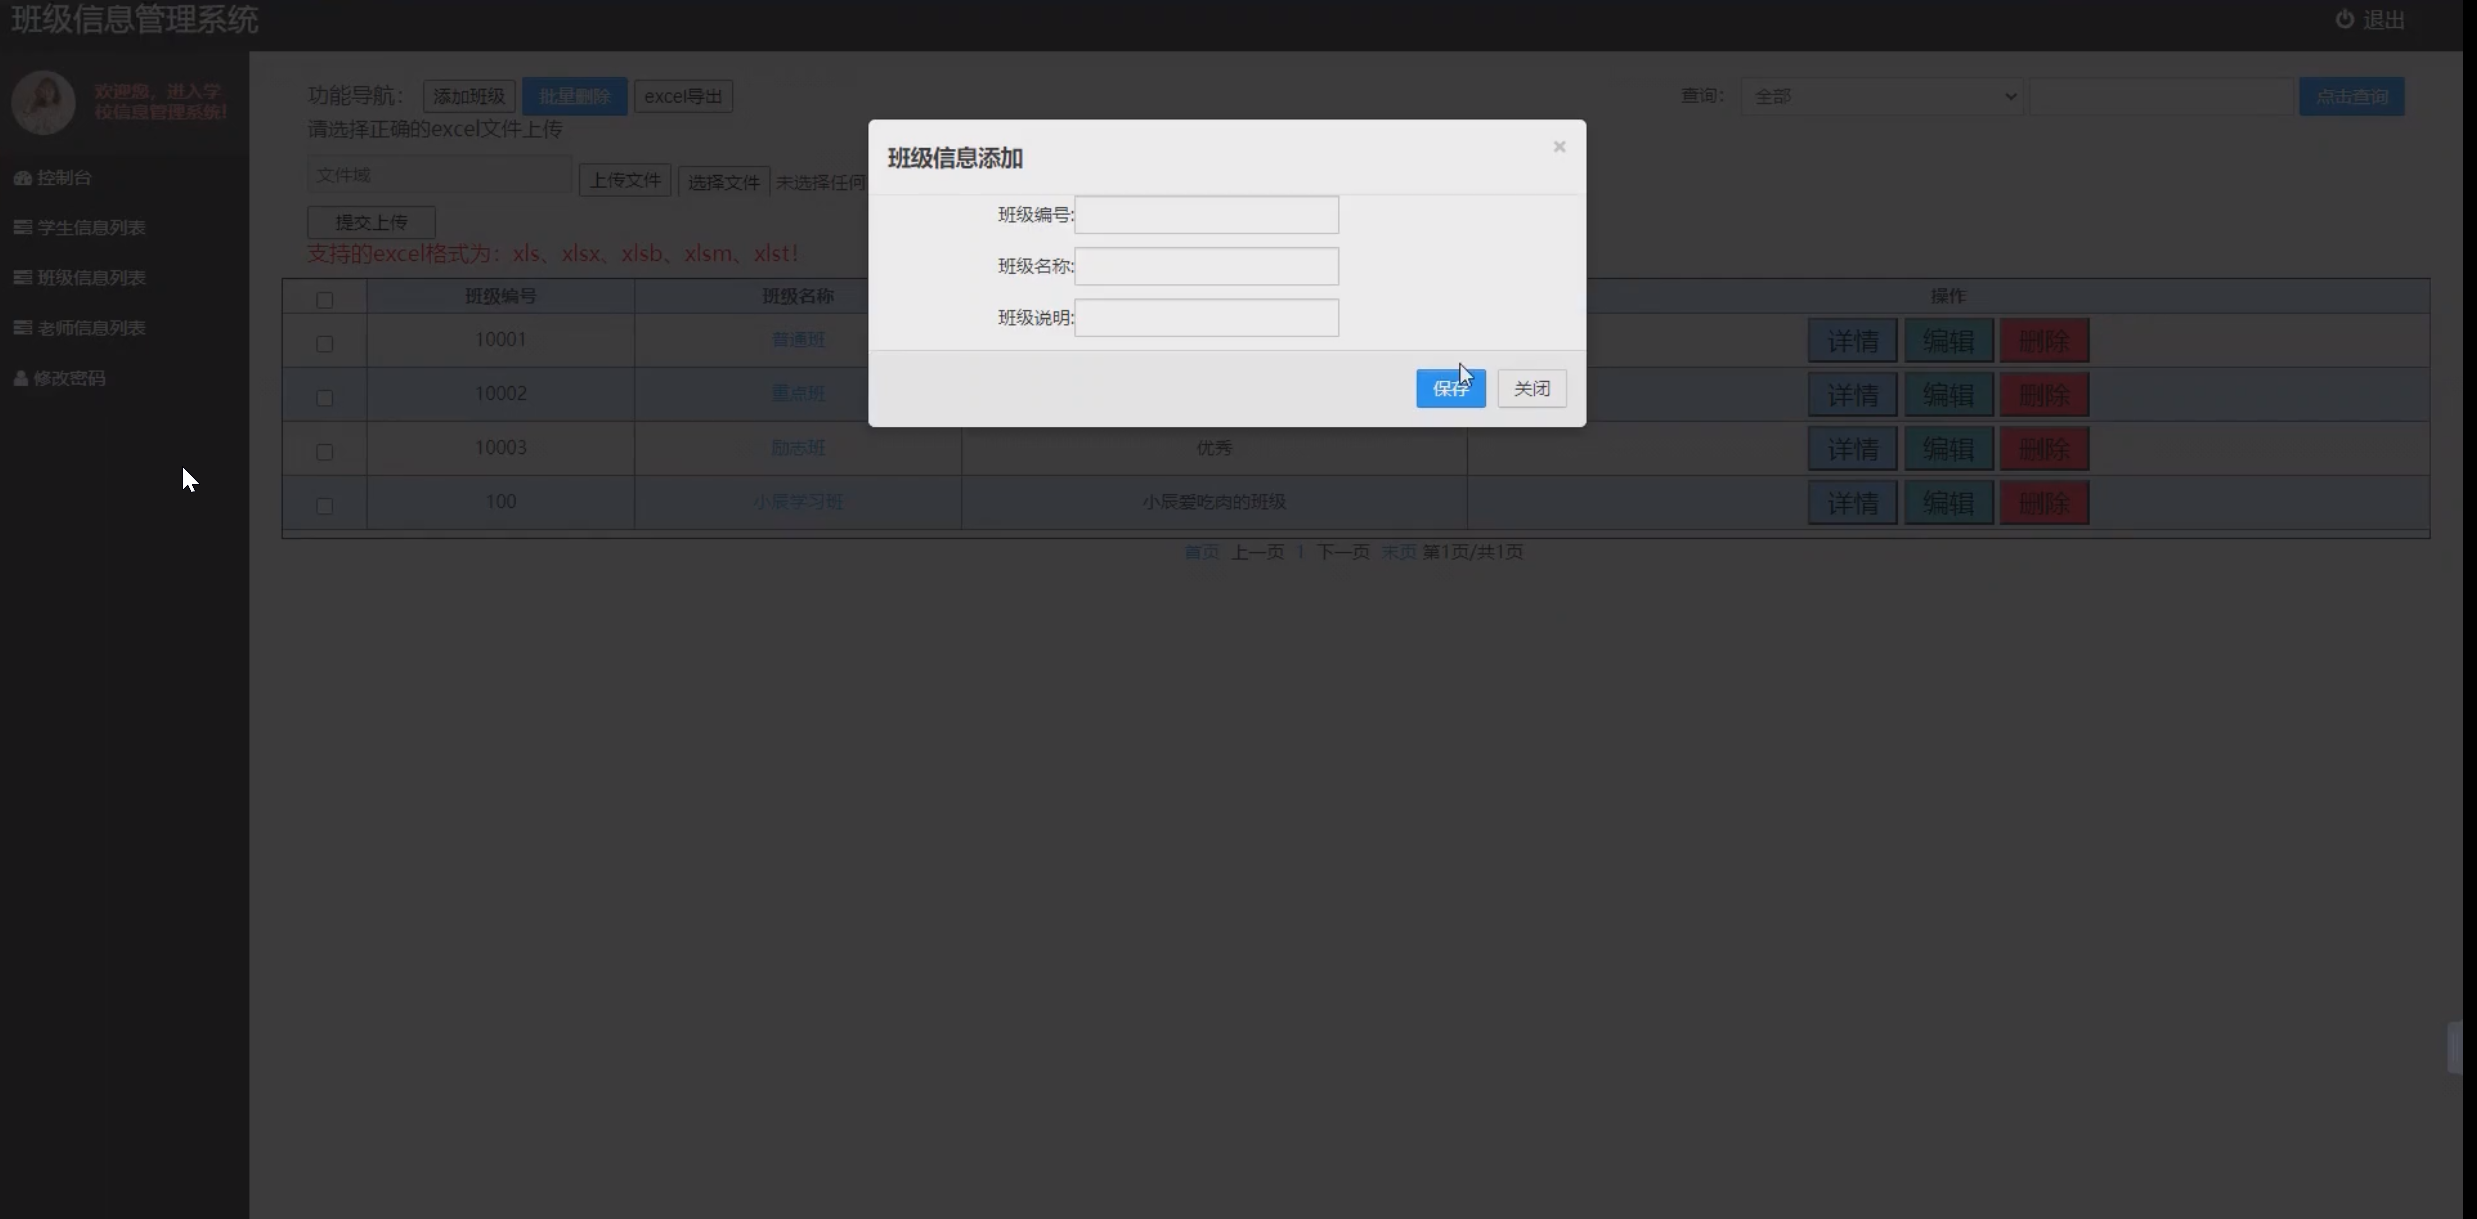 班级信息管理系统
退出
欢迎您，进入学
校信息管理系统!
控制台
学生信息列表
班级信息列表
老师信息列表
修改密码
功能导航：
添加班级
批量删除
excel导出
查询：
全部
点击查询
请选择正确的excel文件上传
文件域
上传文件
选择文件
未选择任何
提交上传
支持的excel格式为：xls、xlsx、xlsb、xlsm、xlst!
班级信息添加
×
班级编号:
班级名称:
班级说明:
保存
关闭
班级编号 班级名称 操作
10001 普通班 详情 编辑 删除
10002 重点班 详情 编辑 删除
10003 励志班 优秀 详情 编辑 删除
100 小辰学习班 小辰爱吃肉的班级 详情 编辑 删除
首页 上一页 1 下一页 末页 第1页/共1页